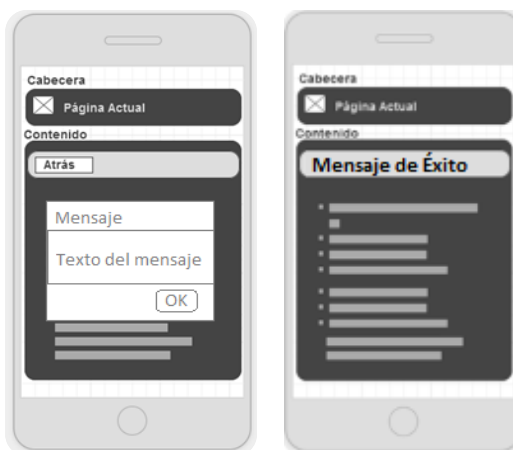 Cabecera
Página Actual
Contenido
Atrás
Mensaje
Texto del mensaje
OK
Cabecera
Página Actual
Contenido
Mensaje de Éxito